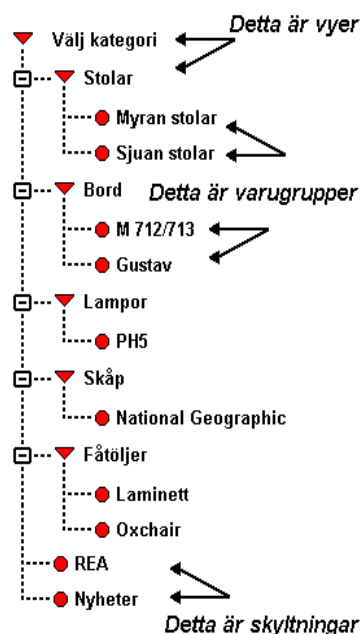 Detta är vyer
Välj kategori
Stolar
Myran stolar
Sjuan stolar
Bord
Detta är varugrupper
M 712/713
Gustav
Lampor
PH5
Skåp
National Geographic
Fåtöljer
Laminett
Oxchair
REA
Nyheter
Detta är skyltningar